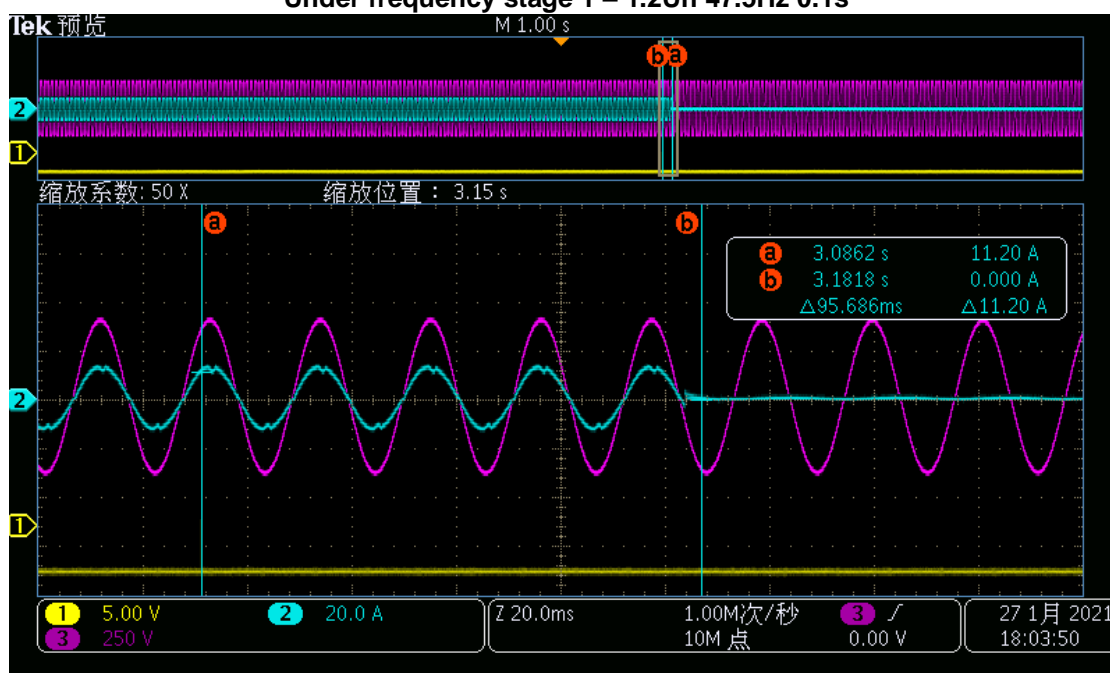 Under frequency stage 1 – 1.2Un 47.5Hz 0.1s
Tek 预览 M 1.00 s
b a
2
1
缩放系数: 50 X 缩放位置： 3.15 s
a b
a 3.0862 s 11.20 A
b 3.1818 s 0.000 A
△95.686ms △11.20 A
2
1
1 5.00 V 2 20.0 A Z 20.0ms 1.00M次/秒 3 27 1月 2021
3 250 V 10M 点 0.00 V 18:03:50